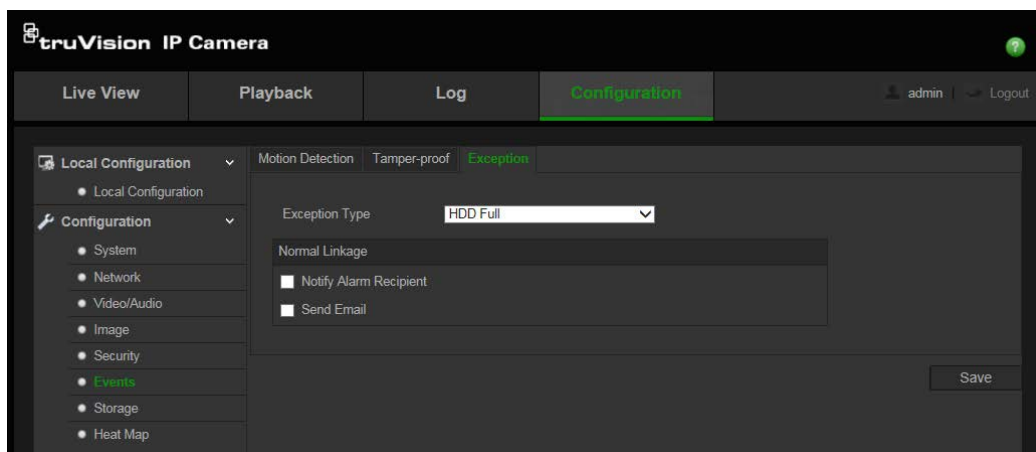 truVision IP Camera
?
Live View Playback Log Configuration admin | Logout
Local Configuration
Local Configuration
Configuration
System
Network
Video/Audio
Image
Security
Events
Storage
Heat Map
Motion Detection Tamper-proof Exception
Exception Type HDD Full
Normal Linkage
Notify Alarm Recipient
Send Email
Save